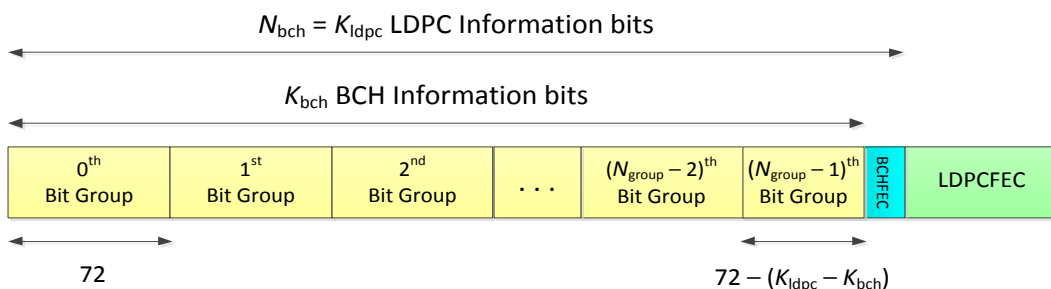 N_bch = K_ldpc LDPC Information bits
K_bch BCH Information bits
0th Bit Group
1st Bit Group
2nd Bit Group
. . .
(N_group – 2)th Bit Group
(N_group – 1)th Bit Group
BCHFEC
LDPCFEC
72
72 – (K_ldpc – K_bch)